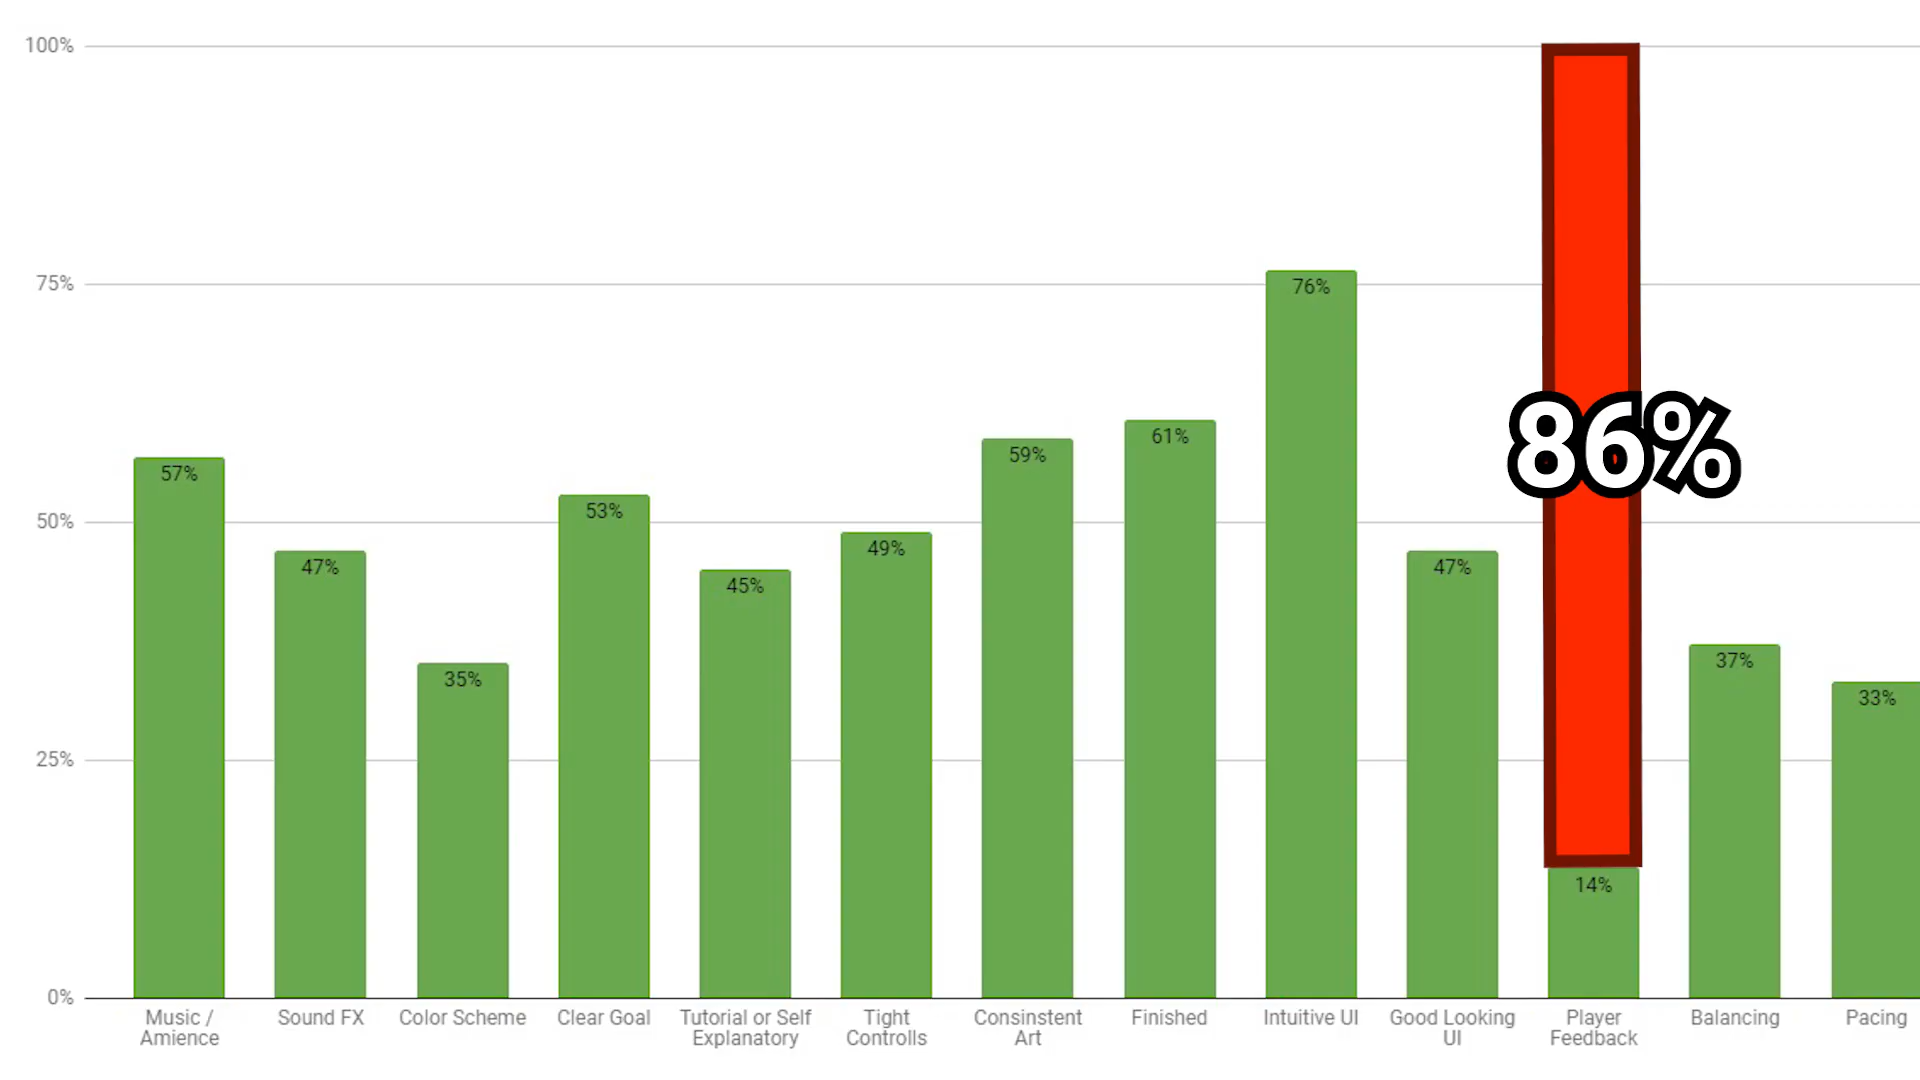 100%
75%
50%
25%
0%
57%
47%
35%
53%
45%
49%
59%
61%
76%
47%
86%
14%
37%
33%
Music /
Amience
Sound FX
Color Scheme
Clear Goal
Tutorial or Self
Explanatory
Tight
Controlls
Consinstent
Art
Finished
Intuitive UI
Good Looking
UI
Player
Feedback
Balancing
Pacing